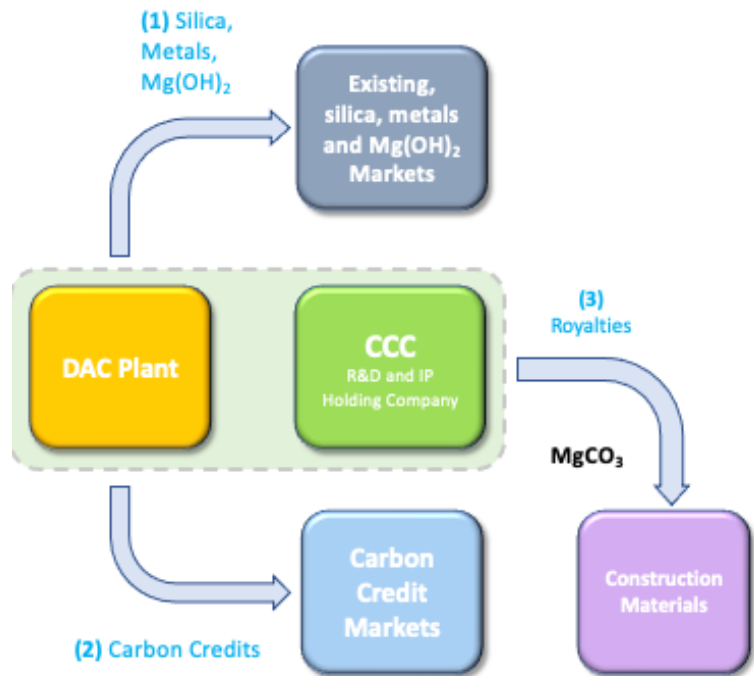 (1) Silica,
Metals,
Mg(OH)₂
Existing,
silica, metals
and Mg(OH)₂
Markets
DAC Plant
CCC
R&D and IP
Holding Company
(3)
Royalties
MgCO₃
Carbon
Credit
Markets
Construction
Materials
(2) Carbon Credits